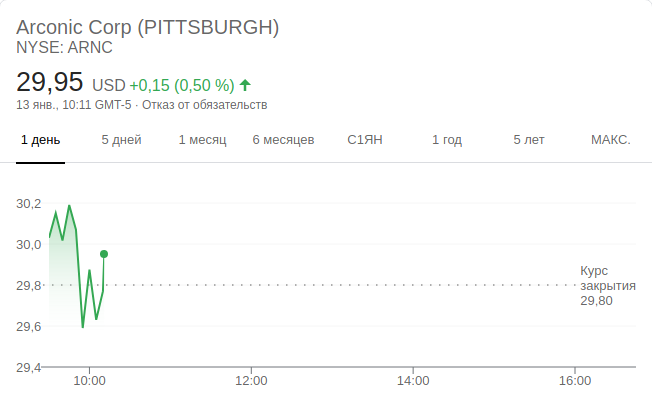 Arconic Corp (PITTSBURGH)
NYSE: ARNC
29,95 USD +0,15 (0,50 %)
13 янв., 10:11 GMT-5 · Отказ от обязательств
1 день 5 дней 1 месяц 6 месяцев С1ЯН 1 год 5 лет МАКС.
30,2
30,0
29,8
29,6
29,4
Курс
закрытия
29,80
10:00 12:00 14:00 16:00